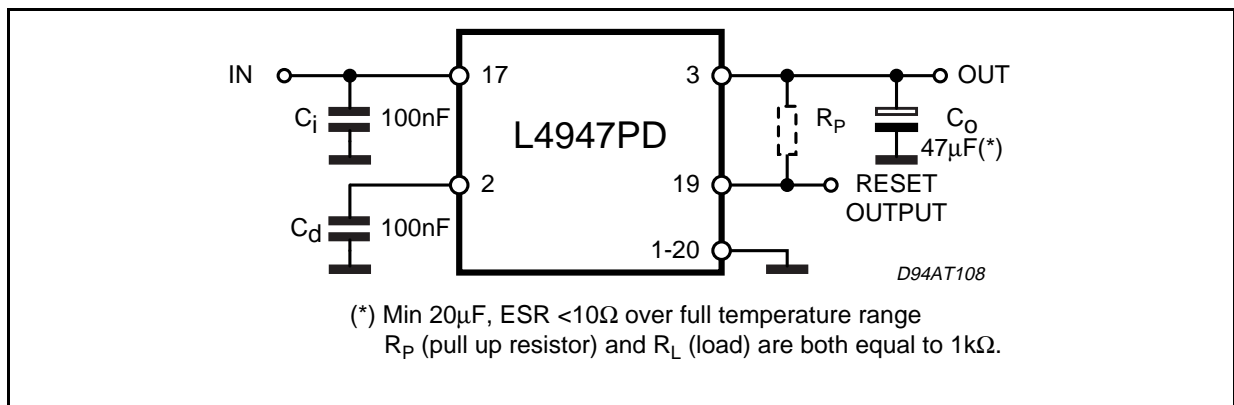 IN
17
3
OUT
Ci
100nF
L4947PD
RP
Co
47µF(*)
2
19
RESET
OUTPUT
Cd
100nF
1-20
D94AT108
(*) Min 20µF, ESR <10Ω over full temperature range
RP (pull up resistor) and RL (load) are both equal to 1kΩ.